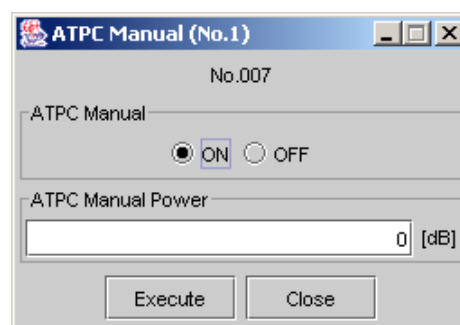 ATPC Manual (No.1)
No.007
ATPC Manual
ON OFF
ATPC Manual Power
0 [dB]
Execute Close